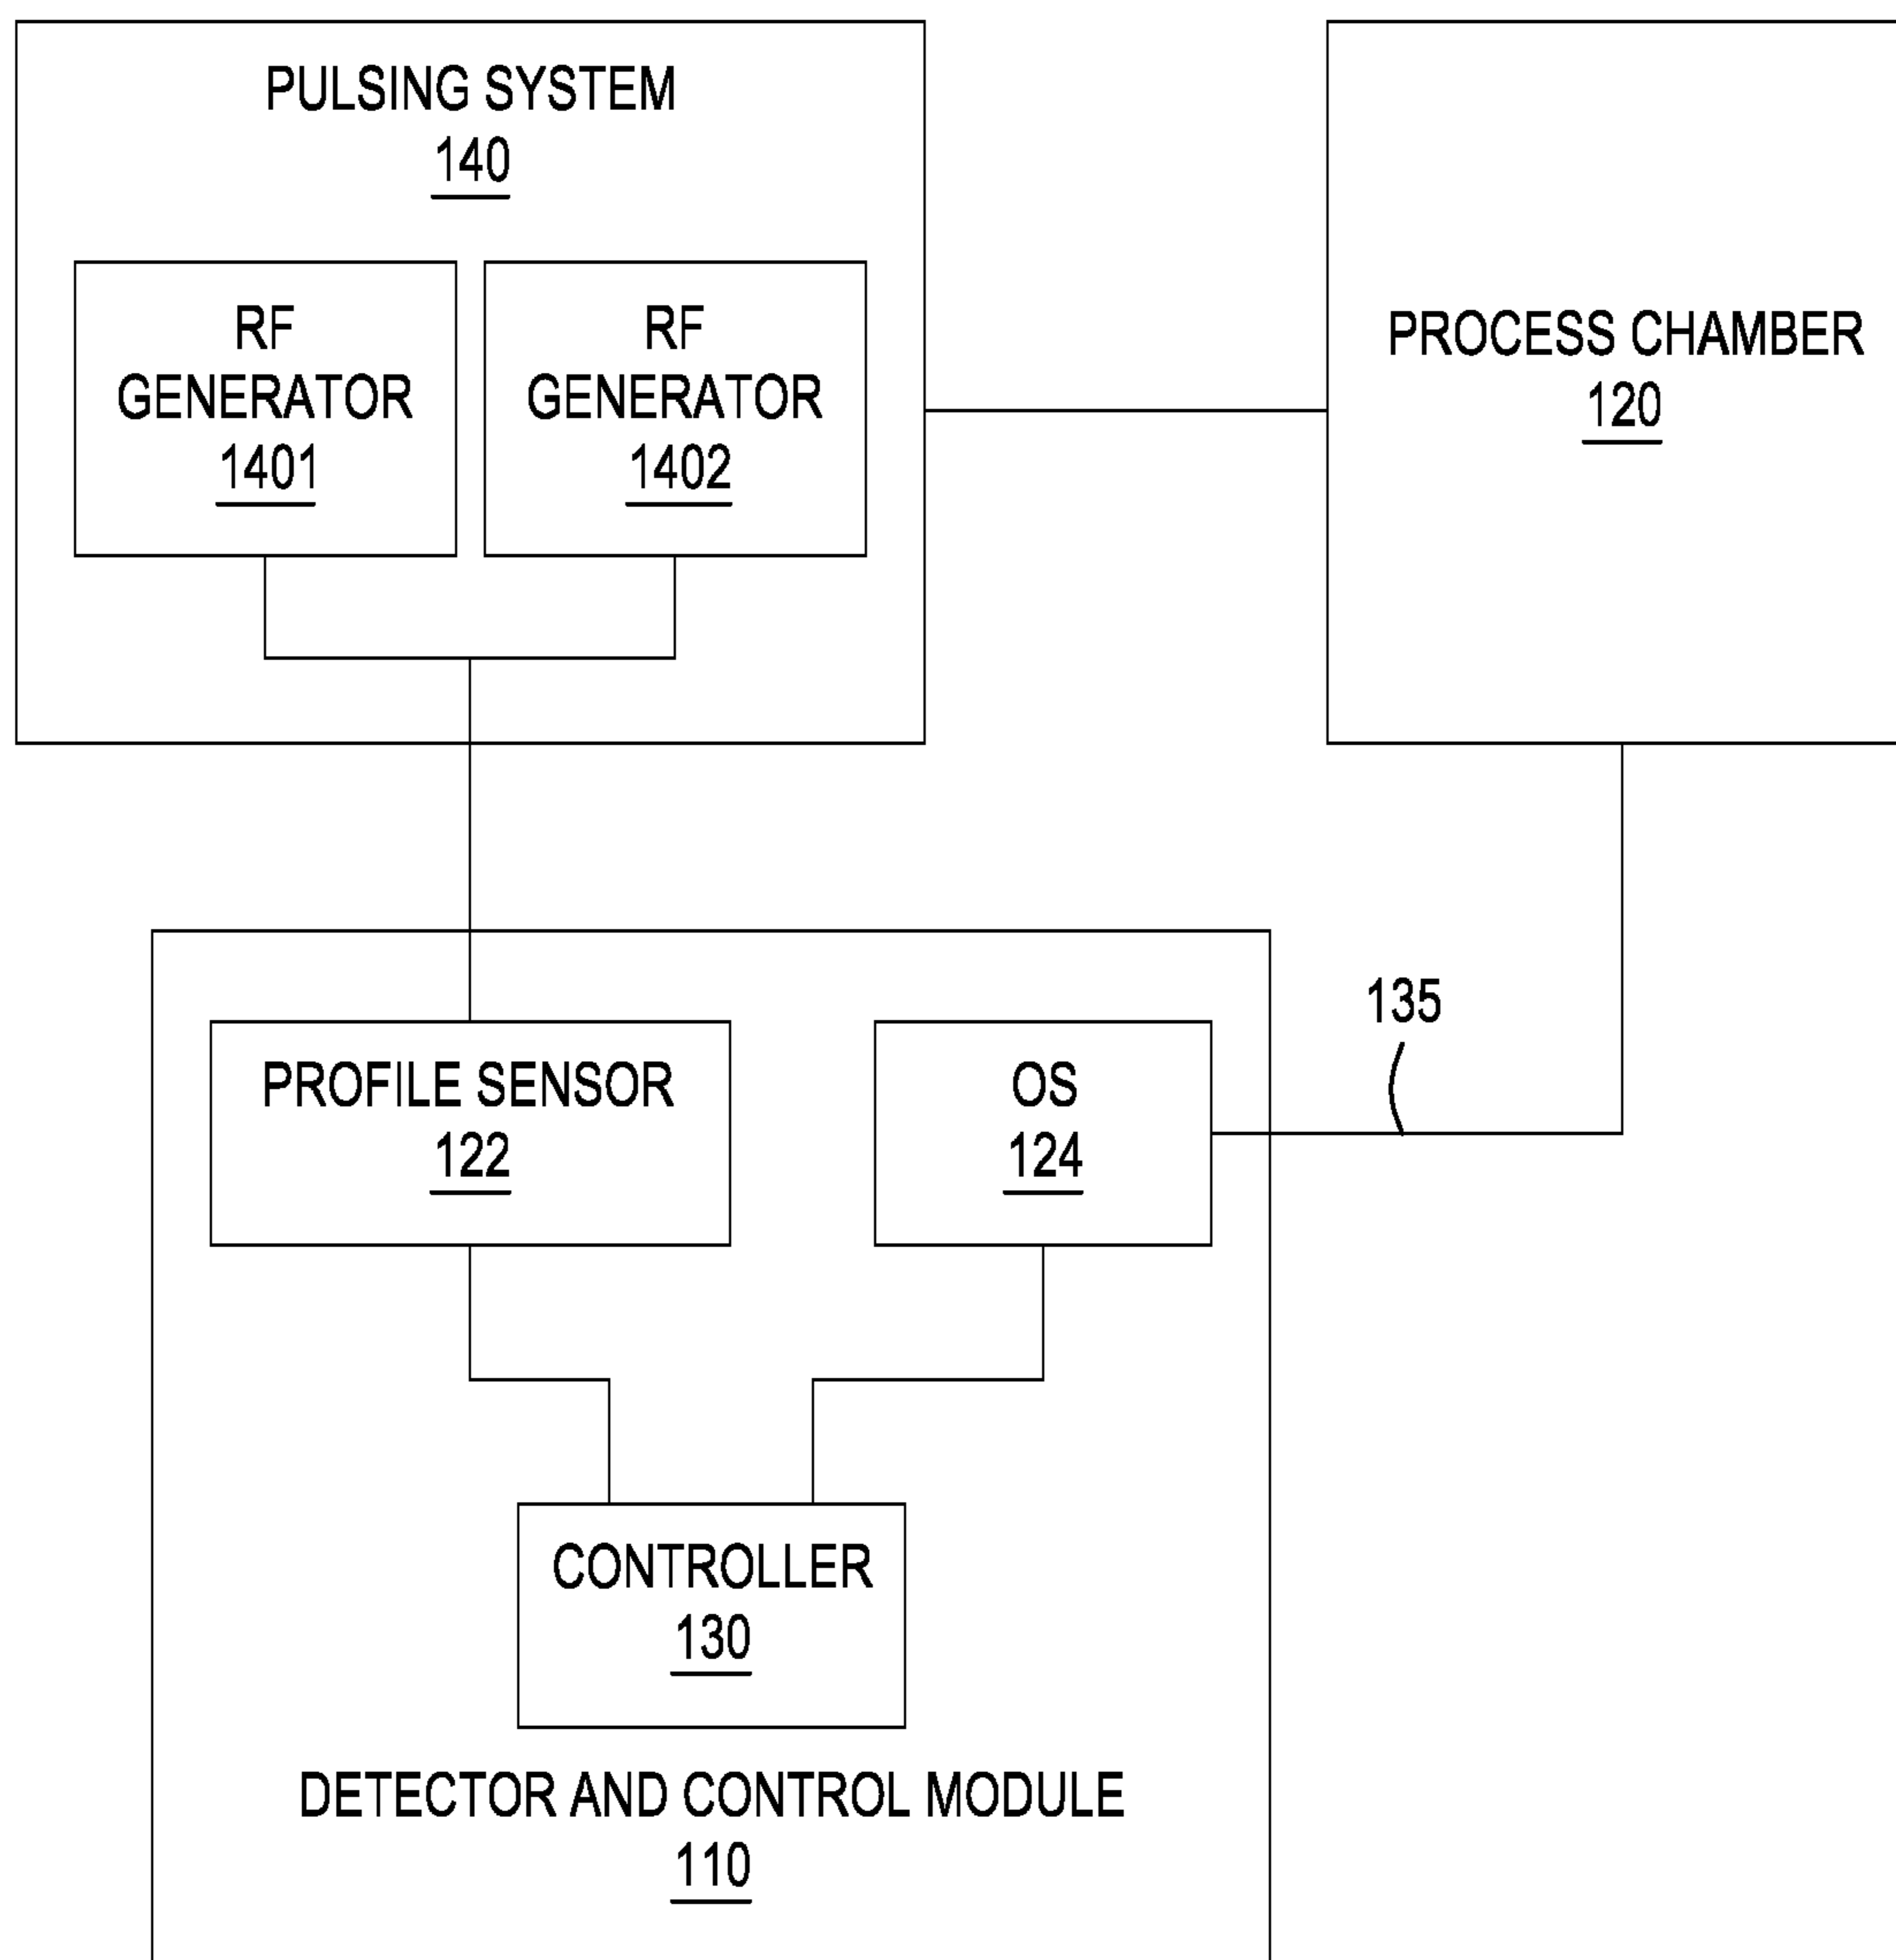 PULSING SYSTEM
140
RF
GENERATOR
1401
RF
GENERATOR
1402
PROCESS CHAMBER
120
PROFILE SENSOR
122
OS
124
135
CONTROLLER
130
DETECTOR AND CONTROL MODULE
110